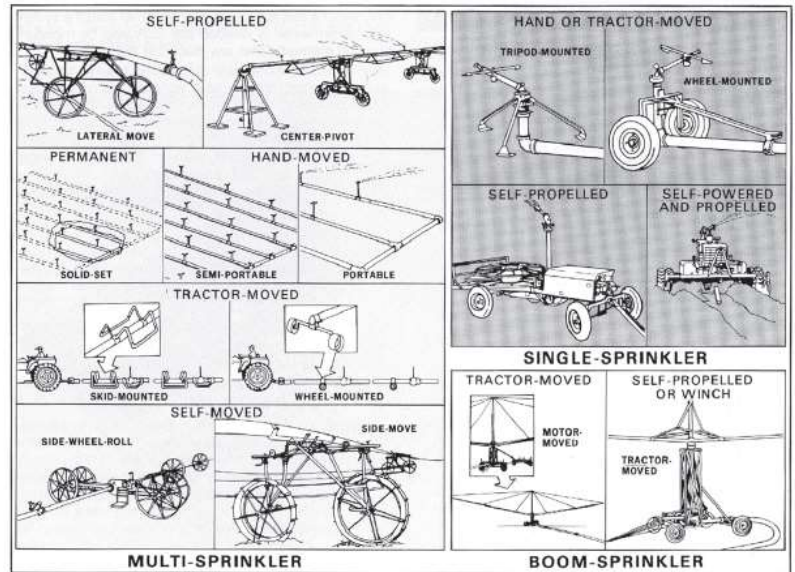 SELF-PROPELLED
LATERAL MOVE
CENTER-PIVOT
PERMANENT
HAND-MOVED
SOLID-SET
SEMI-PORTABLE
PORTABLE
TRACTOR-MOVED
SKID-MOUNTED
WHEEL-MOUNTED
SELF-MOVED
SIDE-WHEEL-ROLL
SIDE-MOVE
MULTI-SPRINKLER
HAND OR TRACTOR-MOVED
TRIPOD-MOUNTED
WHEEL-MOUNTED
SELF-PROPELLED
SELF-POWERED
AND PROPELLED
SINGLE-SPRINKLER
TRACTOR-MOVED
MOTOR-
MOVED
SELF-PROPELLED
OR WINCH
TRACTOR-
MOVED
BOOM-SPRINKLER